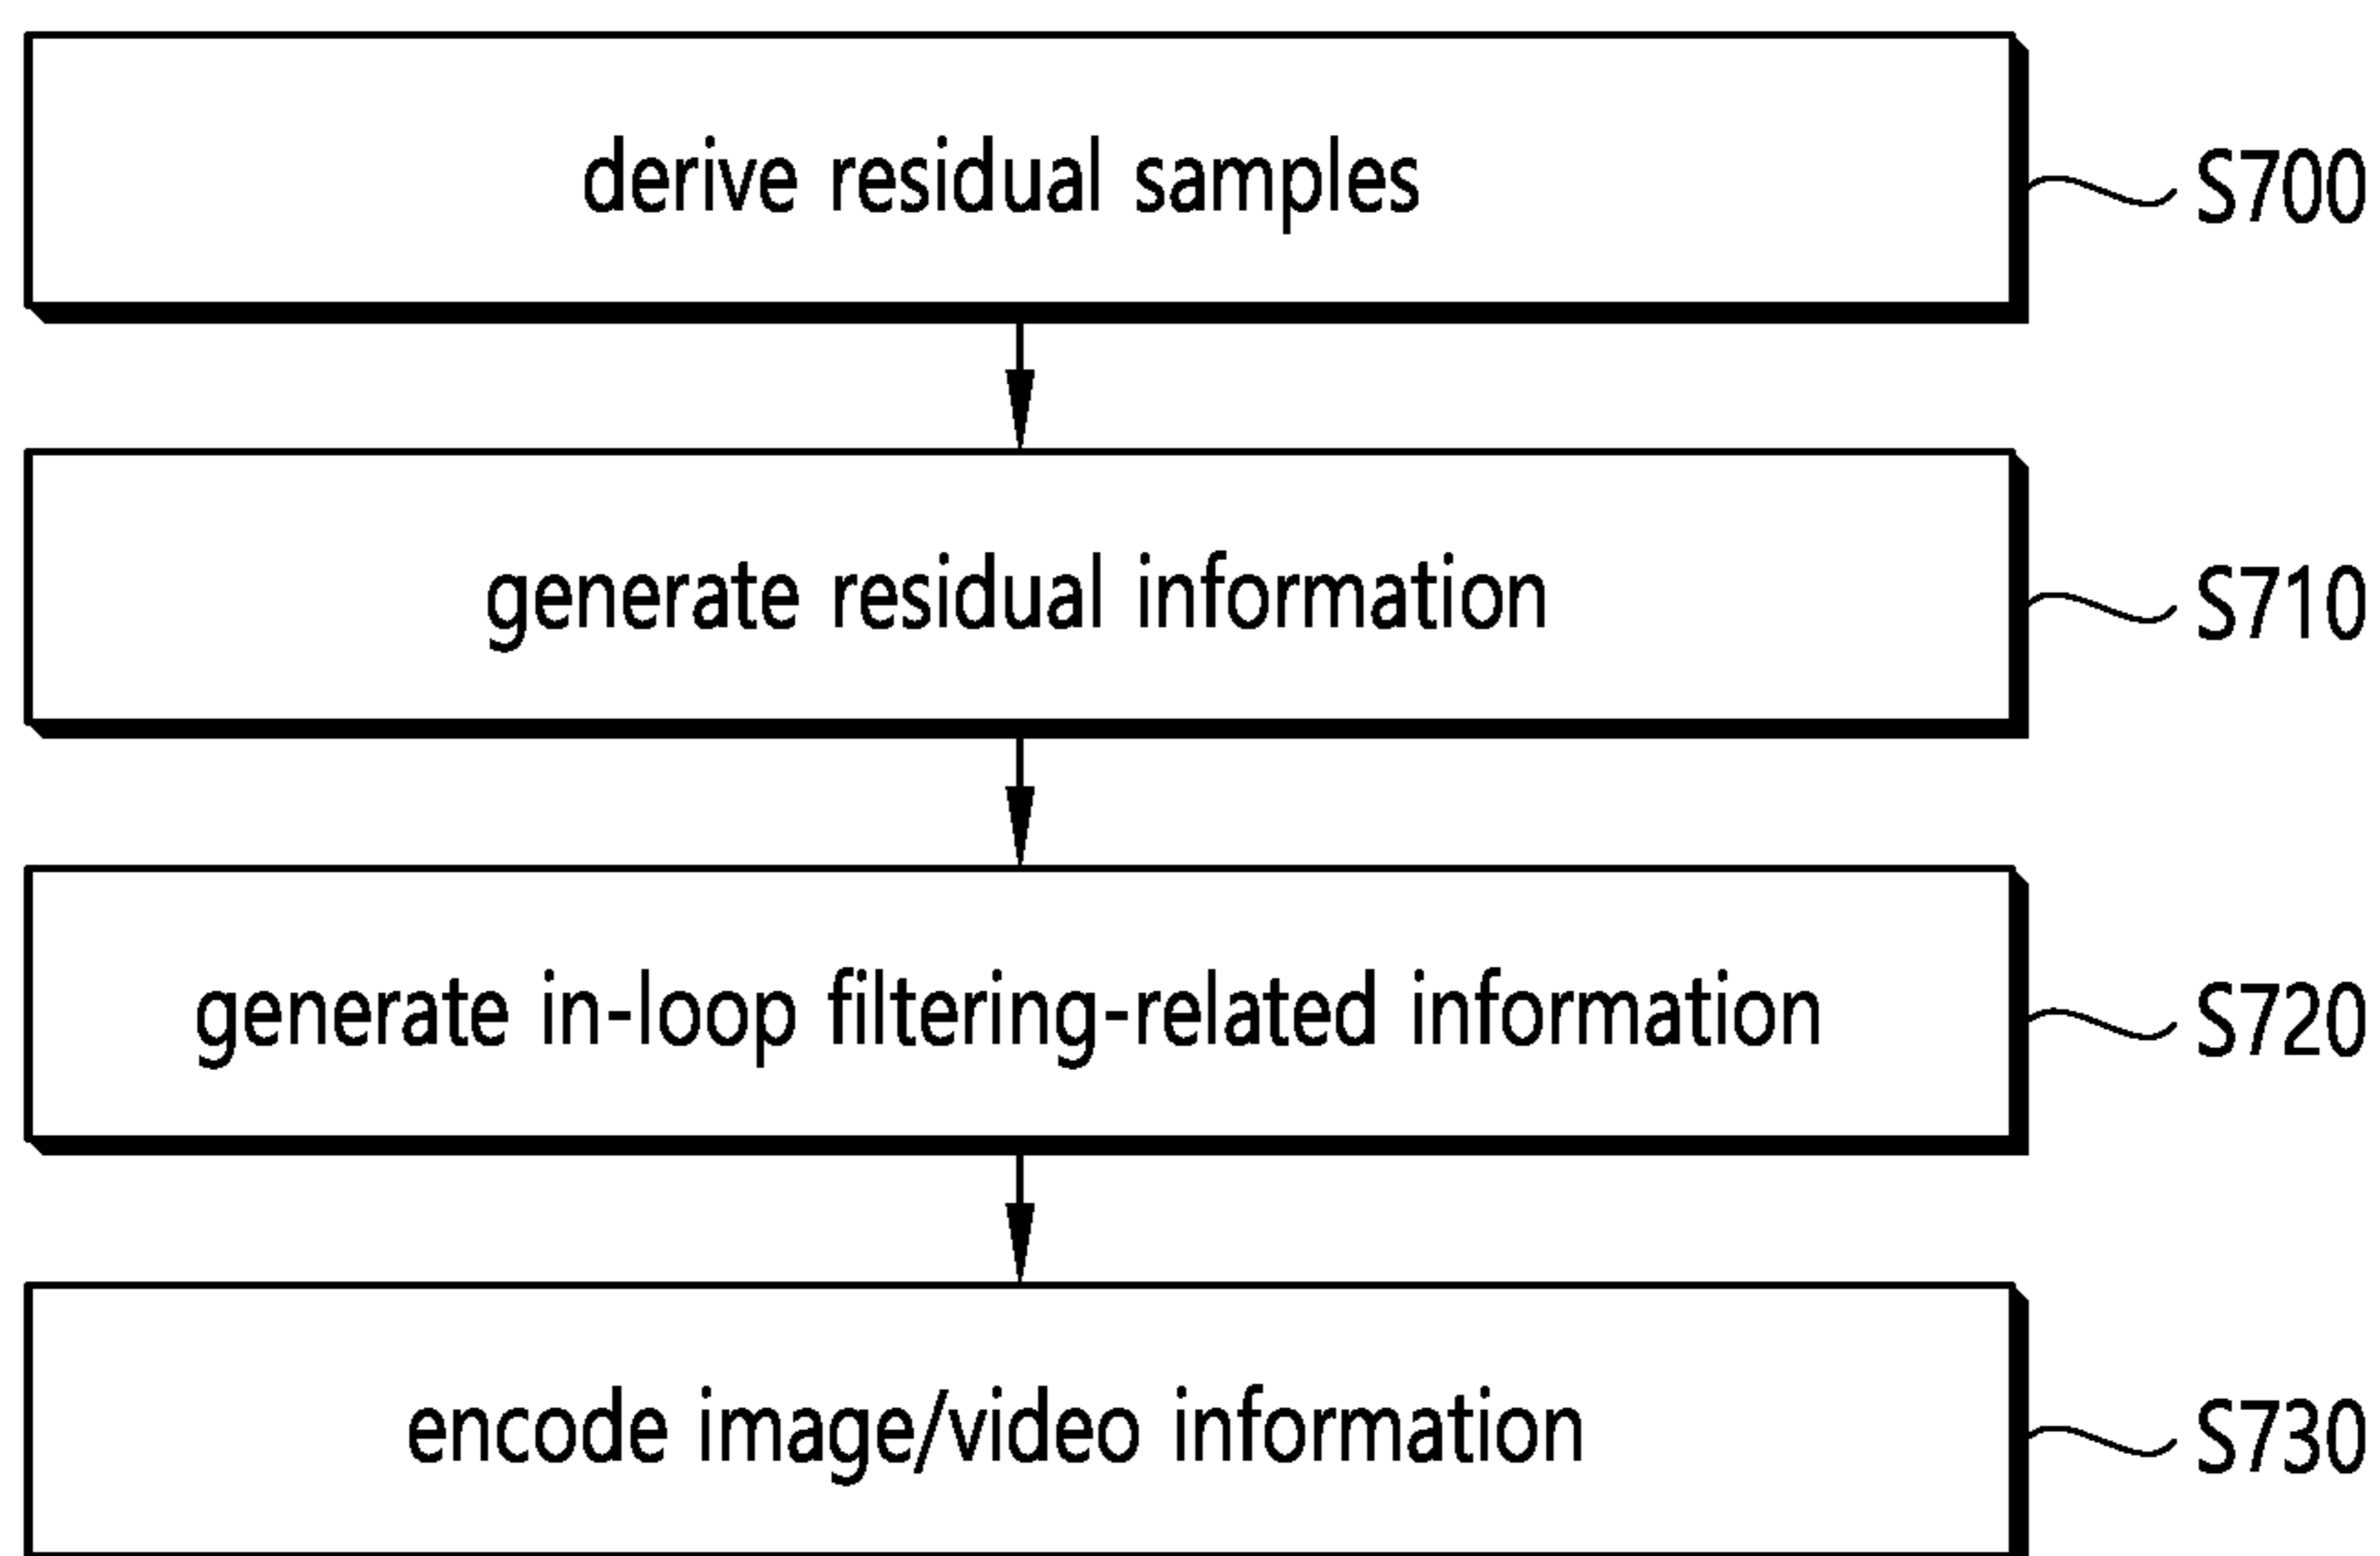 derive residual samples S700
generate residual information S710
generate in-loop filtering-related information S720
encode image/video information S730